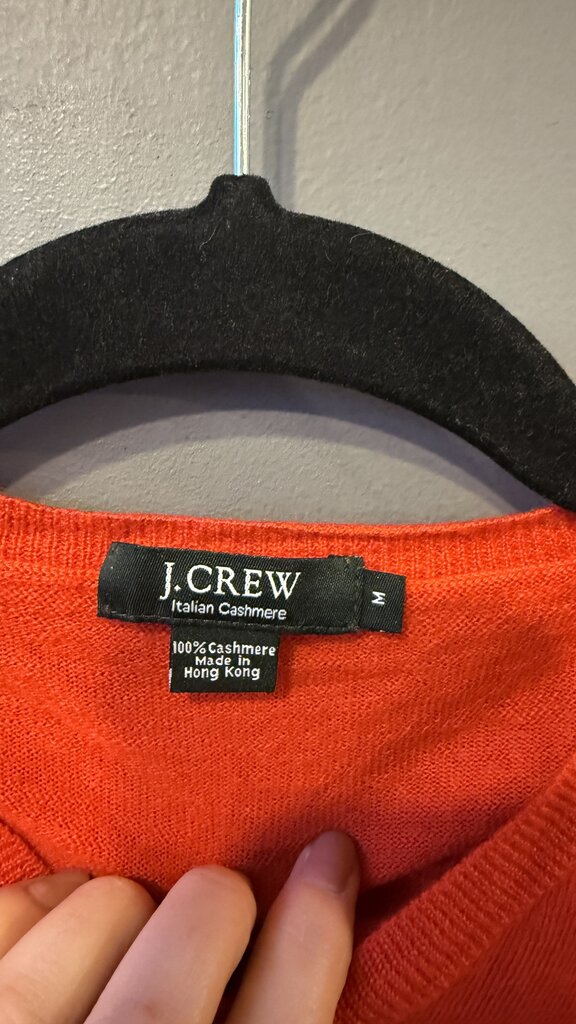 J.CREW
Italian Cashmere
M
100% Cashmere
Made in
Hong Kong